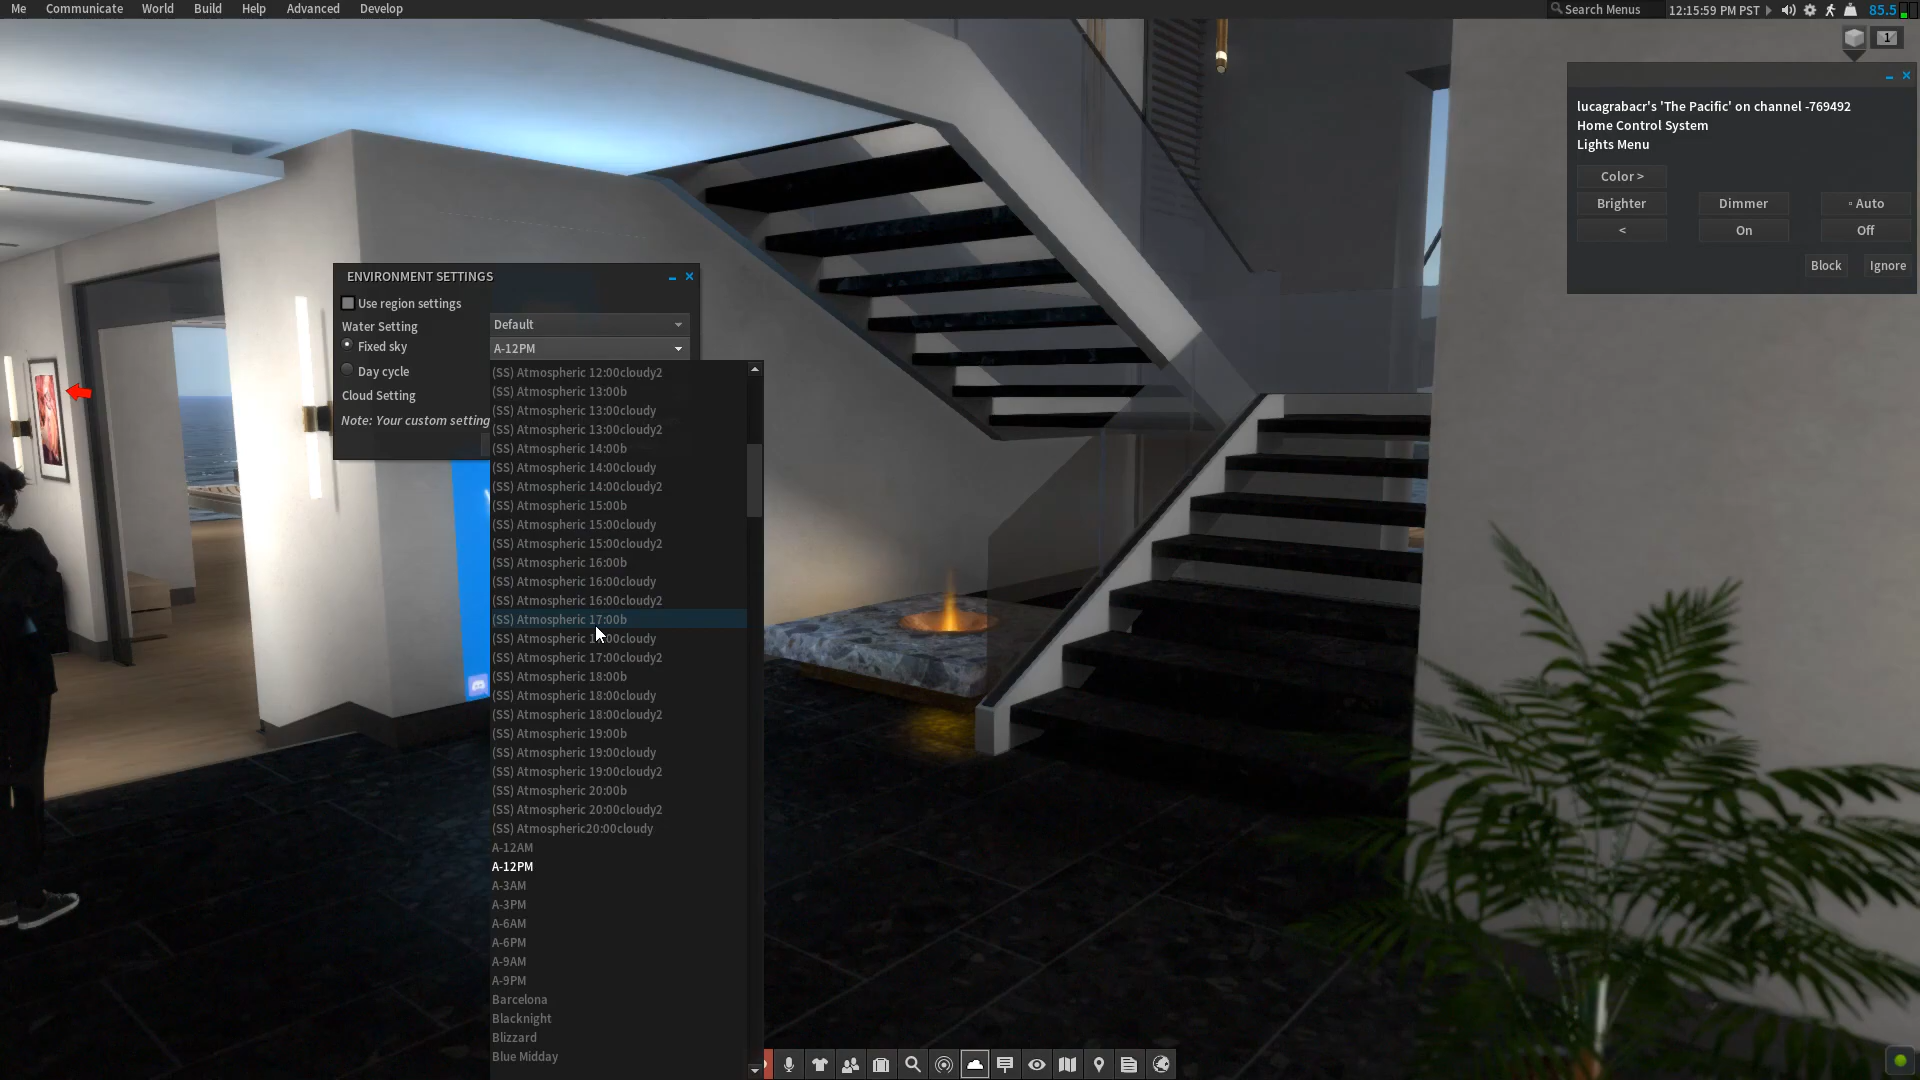 Me Communicate World Build Help Advanced Develop
Search Menus 12:15:59 PM PST 85.5
1
lucagrabacr's 'The Pacific' on channel -769492
Home Control System
Lights Menu
Color >
Brighter Dimmer Auto
< On Off
Block Ignore
ENVIRONMENT SETTINGS
Use region settings
Water Setting Default
Fixed sky A-12PM
Day cycle
Cloud Setting
Note: Your custom setting
(SS) Atmospheric 12:00cloudy2
(SS) Atmospheric 13:00b
(SS) Atmospheric 13:00cloudy
(SS) Atmospheric 13:00cloudy2
(SS) Atmospheric 14:00b
(SS) Atmospheric 14:00cloudy
(SS) Atmospheric 14:00cloudy2
(SS) Atmospheric 15:00b
(SS) Atmospheric 15:00cloudy
(SS) Atmospheric 15:00cloudy2
(SS) Atmospheric 16:00b
(SS) Atmospheric 16:00cloudy
(SS) Atmospheric 16:00cloudy2
(SS) Atmospheric 17:00b
(SS) Atmospheric 17:00cloudy
(SS) Atmospheric 17:00cloudy2
(SS) Atmospheric 18:00b
(SS) Atmospheric 18:00cloudy
(SS) Atmospheric 18:00cloudy2
(SS) Atmospheric 19:00b
(SS) Atmospheric 19:00cloudy
(SS) Atmospheric 19:00cloudy2
(SS) Atmospheric 20:00b
(SS) Atmospheric 20:00cloudy2
(SS) Atmospheric20:00cloudy
A-12AM
A-12PM
A-3AM
A-3PM
A-6AM
A-6PM
A-9AM
A-9PM
Barcelona
Blacknight
Blizzard
Blue Midday